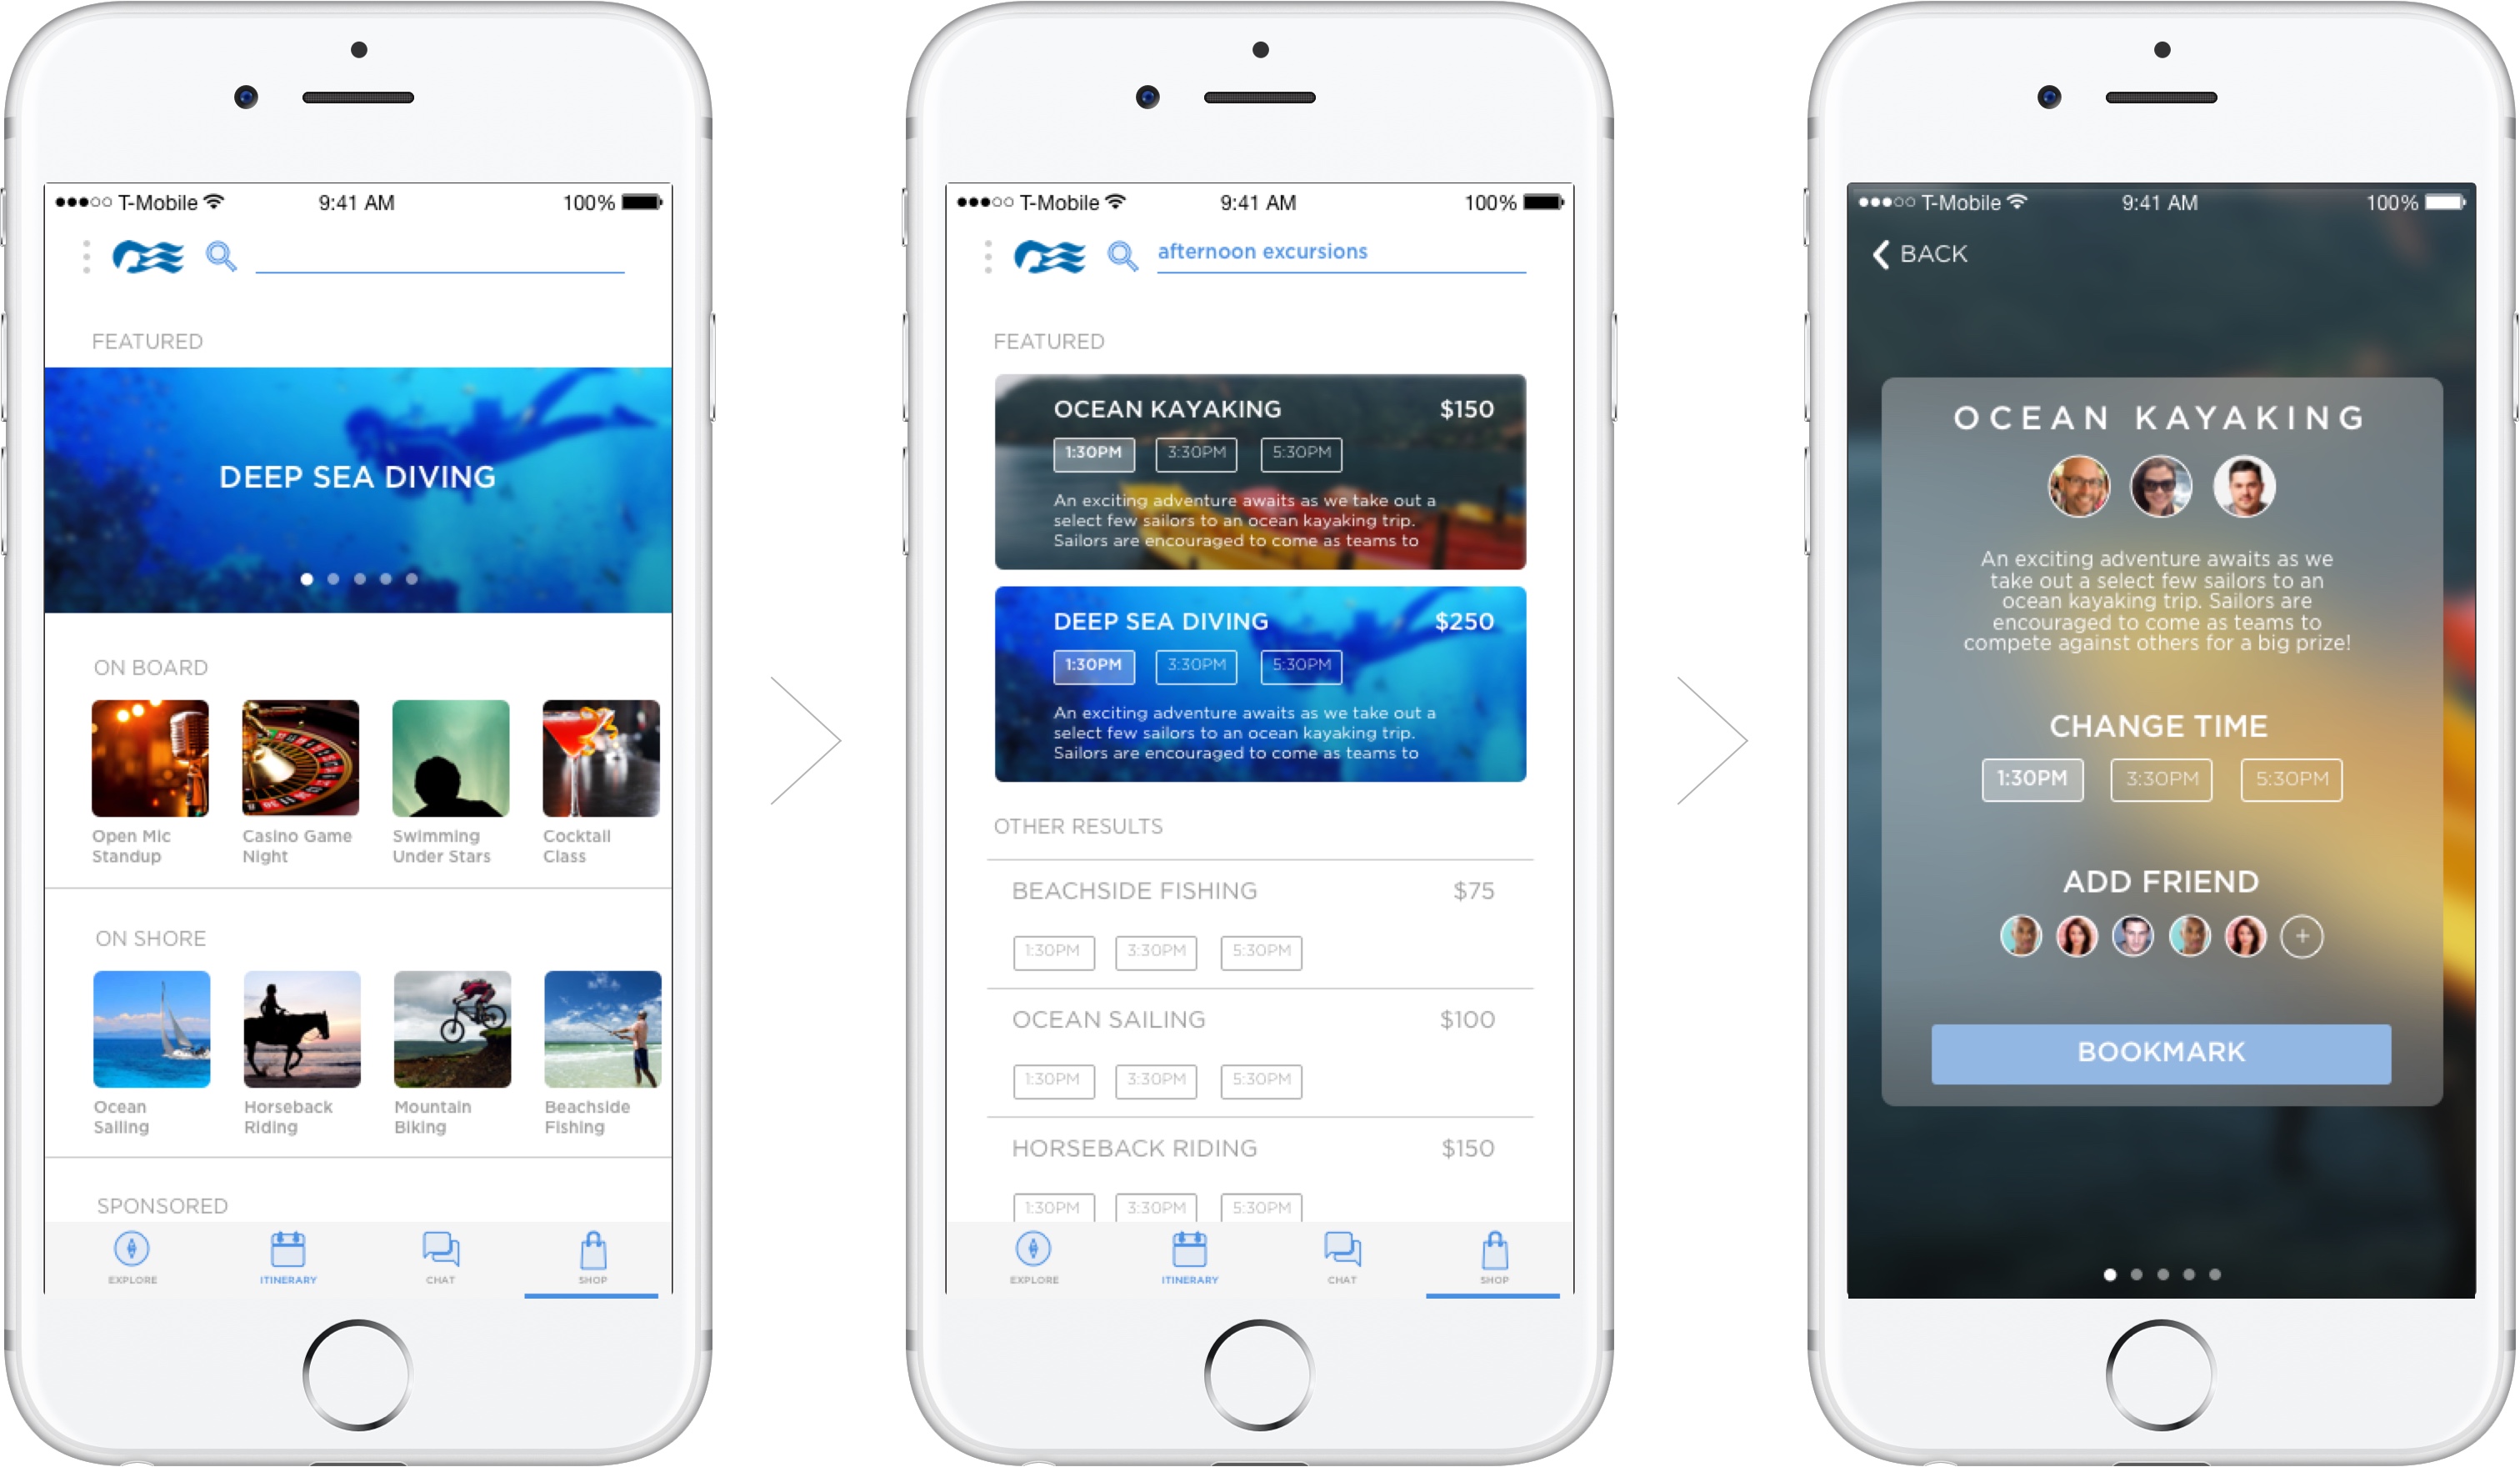 T-Mobile 9:41 AM 100%
FEATURED
DEEP SEA DIVING
ON BOARD
Open Mic Standup
Casino Game Night
Swimming Under Stars
Cocktail Class
ON SHORE
Ocean Sailing
Horseback Riding
Mountain Biking
Beachside Fishing
SPONSORED
EXPLORE ITINERARY CHAT SHOP
T-Mobile 9:41 AM 100%
afternoon excursions
FEATURED
OCEAN KAYAKING $150
1:30PM 3:30PM 5:30PM
An exciting adventure awaits as we take out a
select few sailors to an ocean kayaking trip.
Sailors are encouraged to come as teams to
DEEP SEA DIVING $250
1:30PM 3:30PM 5:30PM
An exciting adventure awaits as we take out a
select few sailors to an ocean kayaking trip.
Sailors are encouraged to come as teams to
OTHER RESULTS
BEACHSIDE FISHING $75
1:30PM 3:30PM 5:30PM
OCEAN SAILING $100
1:30PM 3:30PM 5:30PM
HORSEBACK RIDING $150
1:30PM 3:30PM 5:30PM
EXPLORE ITINERARY CHAT SHOP
T-Mobile 9:41 AM 100%
BACK
OCEAN KAYAKING
An exciting adventure awaits as we
take out a select few sailors to an
ocean kayaking trip. Sailors are
encouraged to come as teams to
compete against others for a big prize!
CHANGE TIME
1:30PM 3:30PM 5:30PM
ADD FRIEND
BOOKMARK